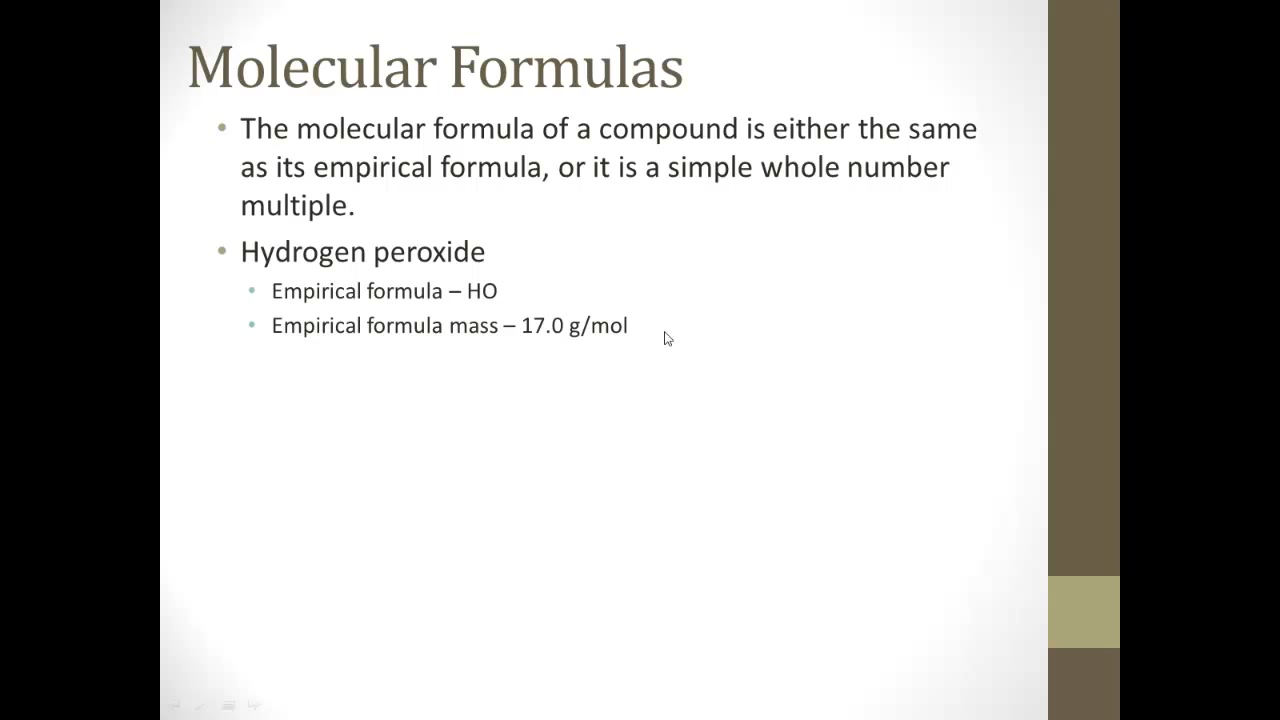 Molecular Formulas
• The molecular formula of a compound is either the same
as its empirical formula, or it is a simple whole number
multiple.
• Hydrogen peroxide
• Empirical formula – HO
• Empirical formula mass – 17.0 g/mol